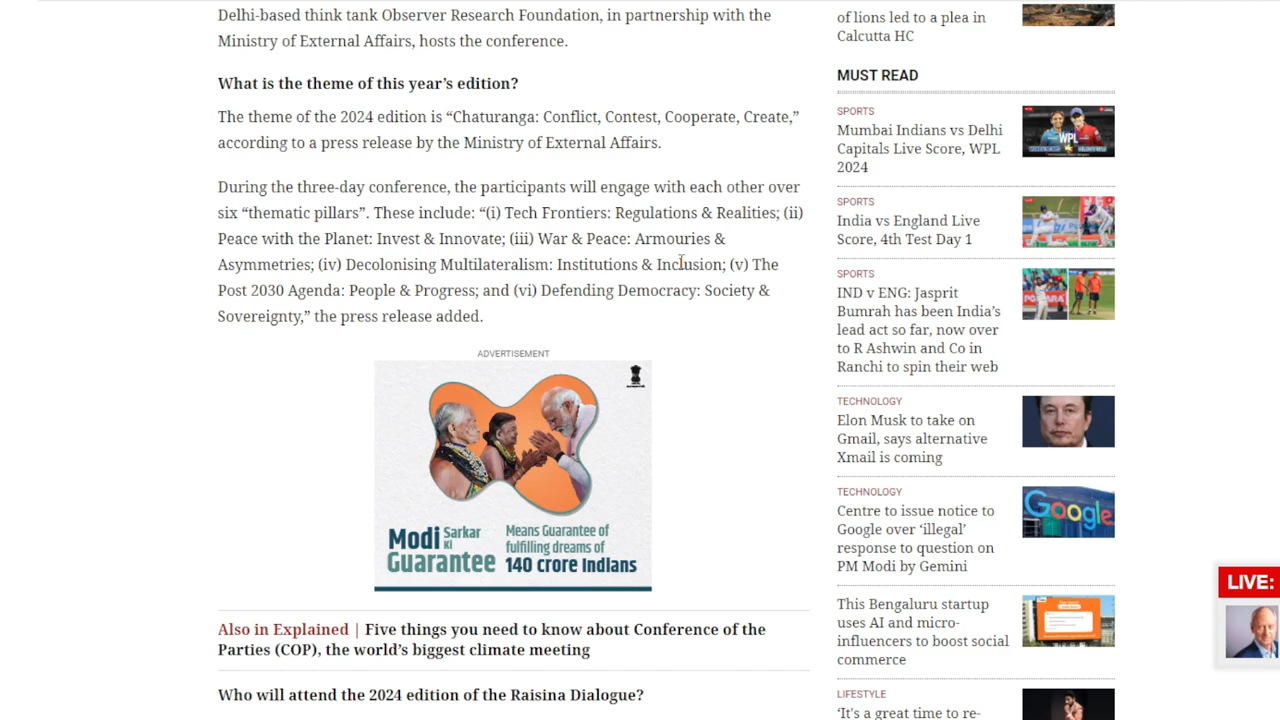 Delhi-based think tank Observer Research Foundation, in partnership with the
Ministry of External Affairs, hosts the conference.
What is the theme of this year’s edition?
The theme of the 2024 edition is “Chaturanga: Conflict, Contest, Cooperate, Create,”
according to a press release by the Ministry of External Affairs.
During the three-day conference, the participants will engage with each other over
six “thematic pillars”. These include: “(i) Tech Frontiers: Regulations & Realities; (ii)
Peace with the Planet: Invest & Innovate; (iii) War & Peace: Armouries &
Asymmetries; (iv) Decolonising Multilateralism: Institutions & Inclusion; (v) The
Post 2030 Agenda: People & Progress; and (vi) Defending Democracy: Society &
Sovereignty,” the press release added.
ADVERTISEMENT
Modi Sarkar Ki
Guarantee
Means Guarantee of
fulfilling dreams of
140 crore Indians
Also in Explained | Five things you need to know about Conference of the
Parties (COP), the world’s biggest climate meeting
Who will attend the 2024 edition of the Raisina Dialogue?
of lions led to a plea in
Calcutta HC
MUST READ
SPORTS
Mumbai Indians vs Delhi
Capitals Live Score, WPL
2024
WPL
SPORTS
India vs England Live
Score, 4th Test Day 1
SPORTS
IND v ENG: Jasprit
Bumrah has been India’s
lead act so far, now over
to R Ashwin and Co in
Ranchi to spin their web
TECHNOLOGY
Elon Musk to take on
Gmail, says alternative
Xmail is coming
TECHNOLOGY
Centre to issue notice to
Google over ‘illegal’
response to question on
PM Modi by Gemini
Google
This Bengaluru startup
uses AI and micro-
influencers to boost social
commerce
LIFESTYLE
‘It's a great time to re-
LIVE: